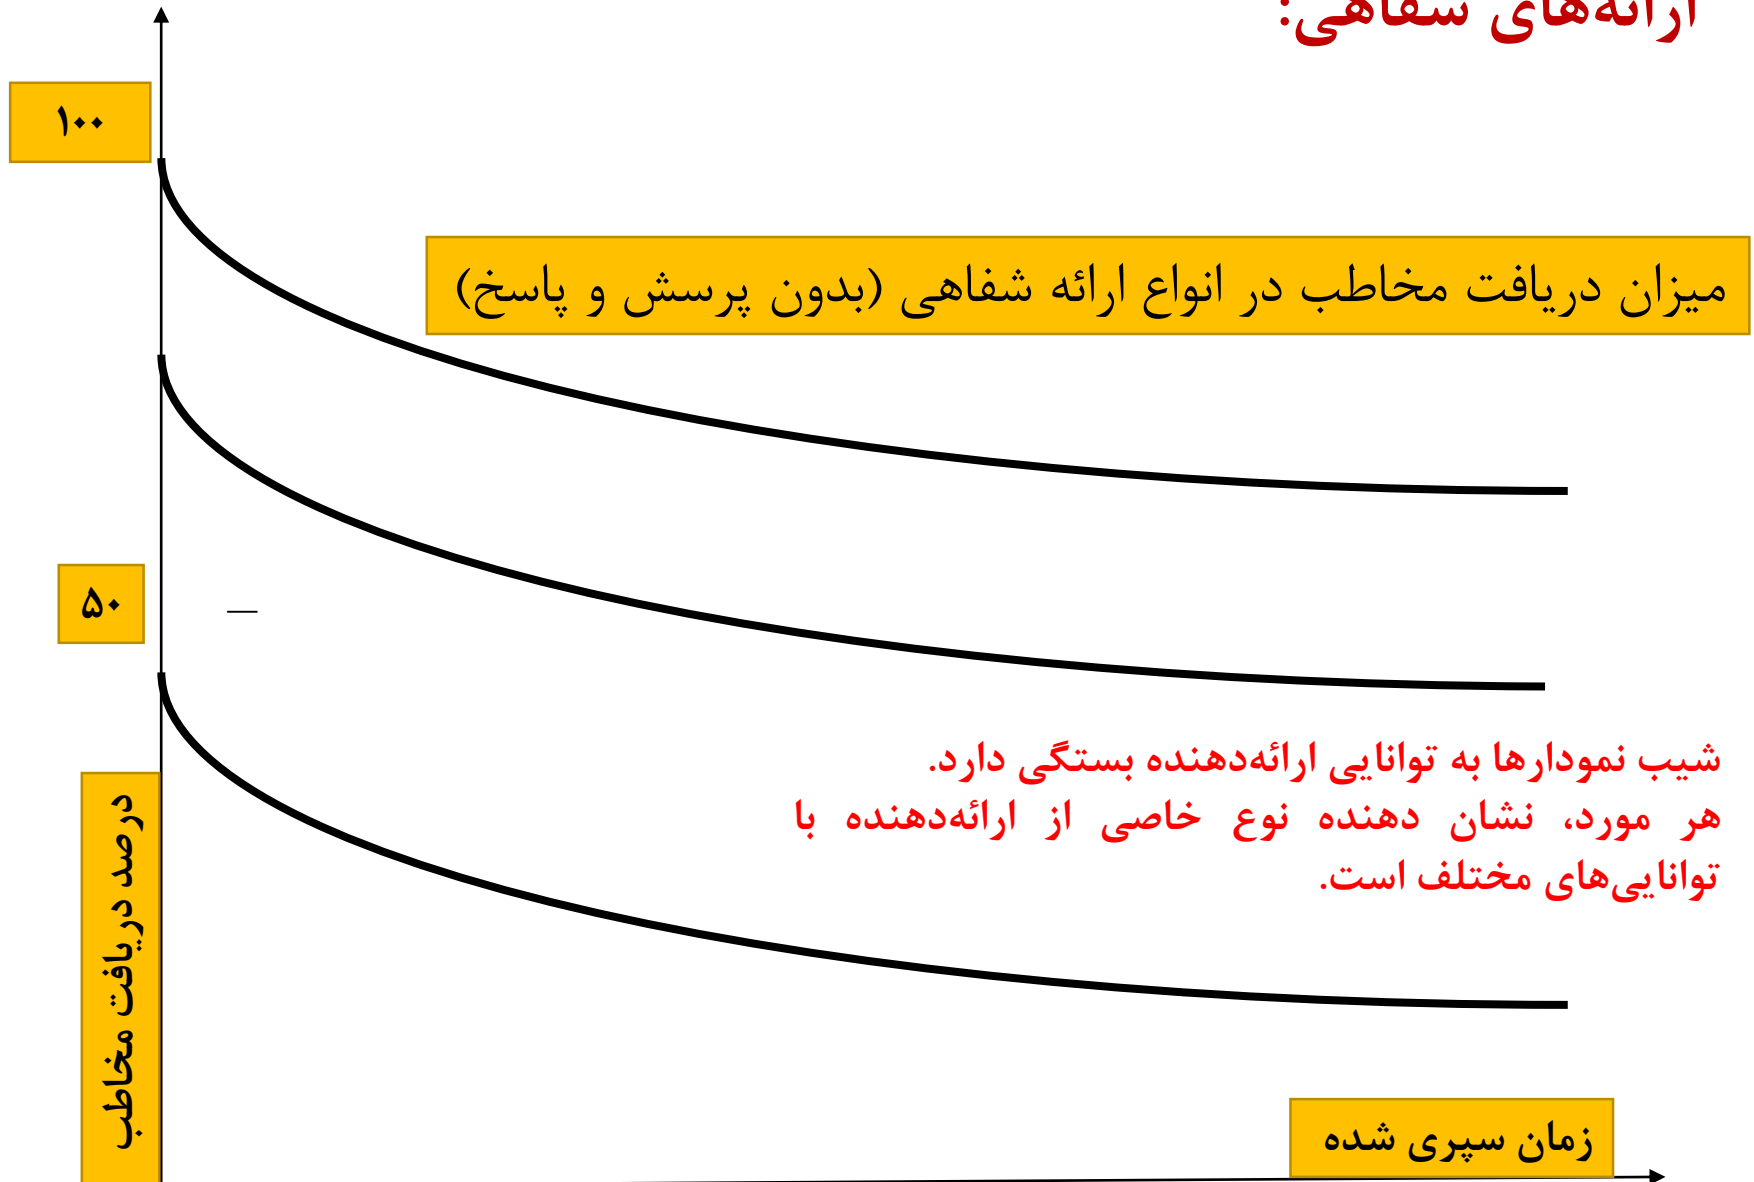 ارائه‌های شفاهی:
۱۰۰
میزان دریافت مخاطب در انواع ارائه شفاهی (بدون پرسش و پاسخ)
۵۰
شیب نمودارها به توانایی ارائه‌دهنده بستگی دارد.
هر مورد، نشان دهنده نوع خاصی از ارائه‌دهنده با
توانایی‌های مختلف است.
درصد دریافت مخاطب
زمان سپری شده